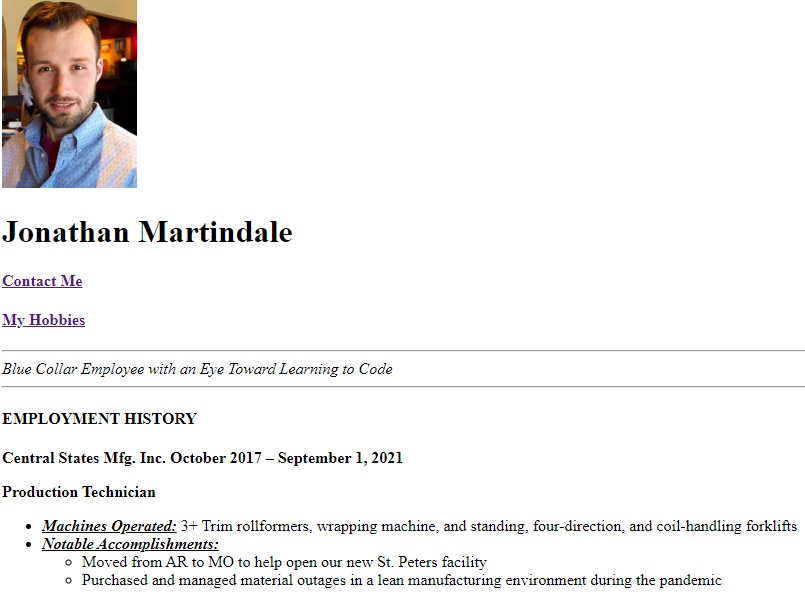 Jonathan Martindale
Contact Me
My Hobbies
Blue Collar Employee with an Eye Toward Learning to Code
EMPLOYMENT HISTORY
Central States Mfg. Inc. October 2017 – September 1, 2021
Production Technician
Machines Operated: 3+ Trim rollformers, wrapping machine, and standing, four-direction, and coil-handling forklifts
Notable Accomplishments:
Moved from AR to MO to help open our new St. Peters facility
Purchased and managed material outages in a lean manufacturing environment during the pandemic